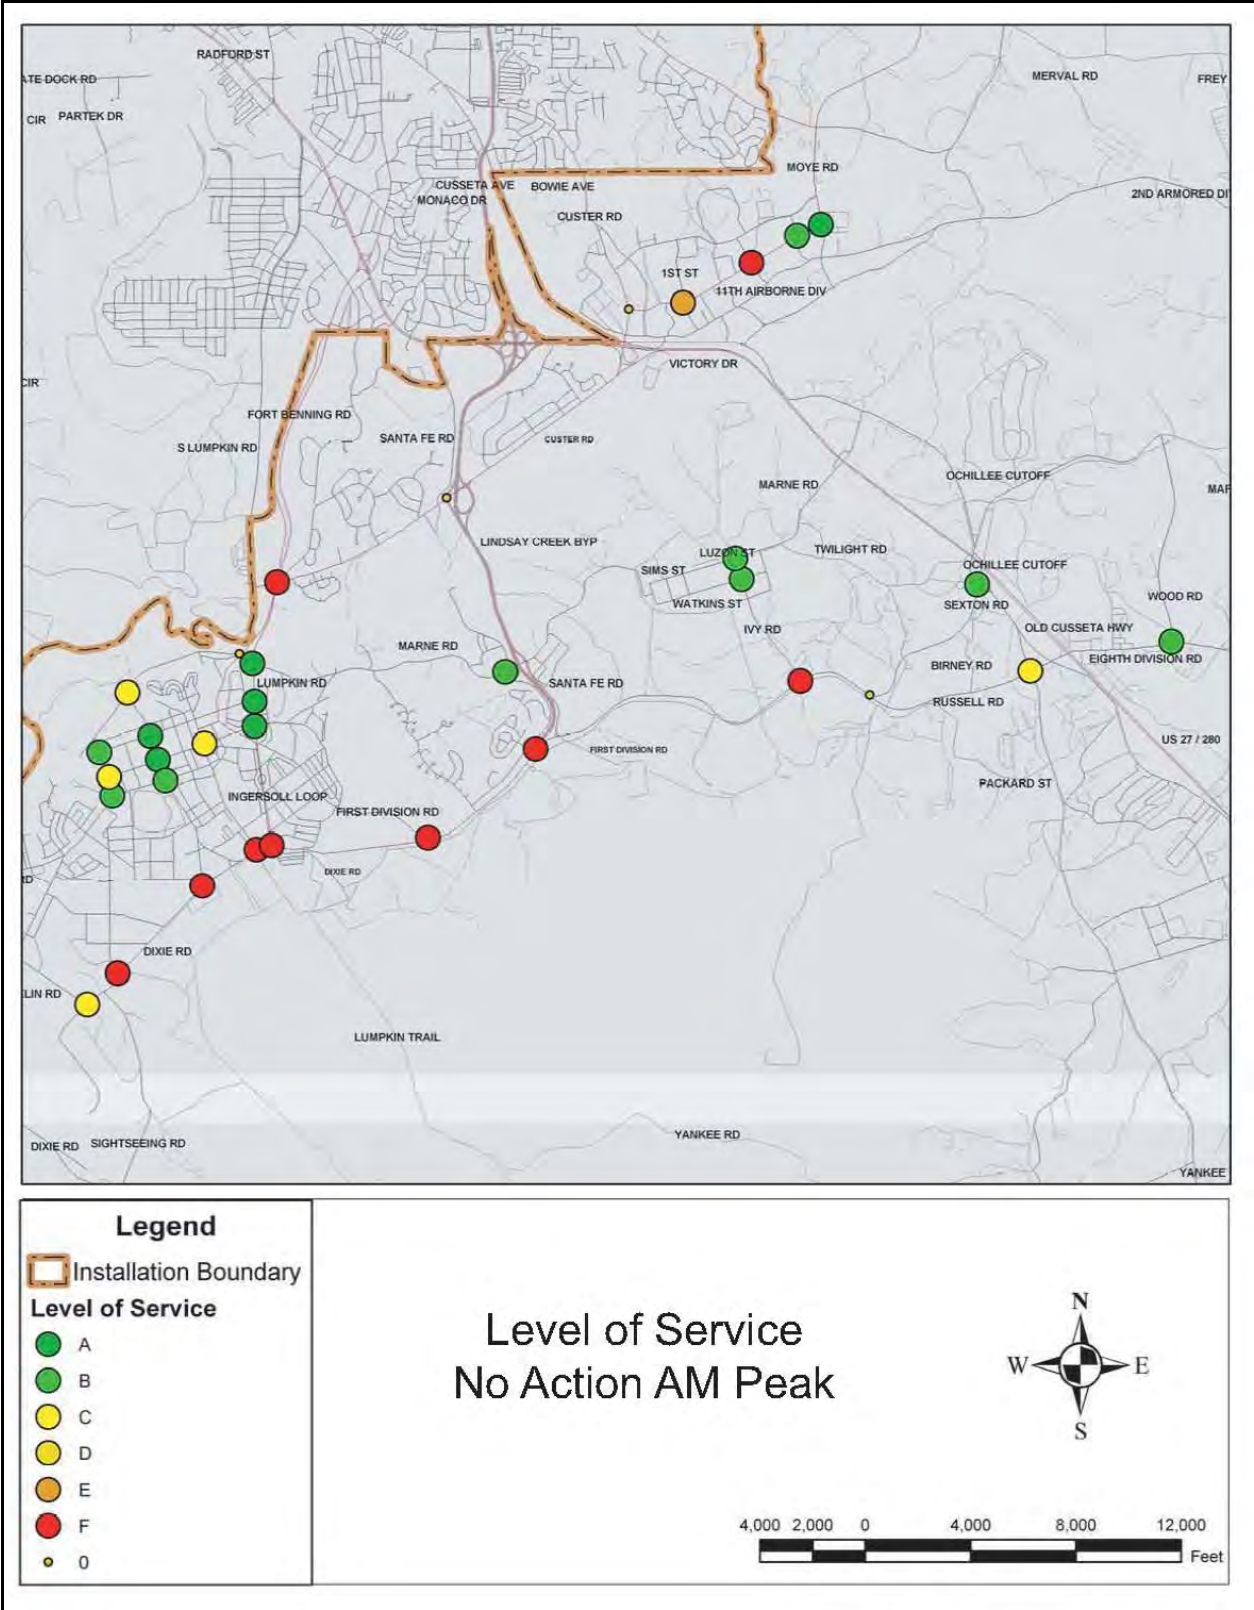 RADFORD ST
ATE DOCK RD
MERVAL RD
FREY
CIR
PARTEK DR
MOYE RD
CUSSETA AVE
BOWIE AVE
MONACO DR
2ND ARMORED DI
CUSTER RD
1ST ST
11TH AIRBORNE DIV
VICTORY DR
CIR
FORT BENNING RD
SANTA FE RD
CUSTER RD
S LUMPKIN RD
OCHILLEE CUTOFF
MARNE RD
MAR
LINDSAY CREEK BYP
LUZON ST
TWILIGHT RD
SIMS ST
OCHILLEE CUTOFF
WATKINS ST
SEXTON RD
WOOD RD
IVY RD
OLD CUSSETA HWY
MARNE RD
EIGHTH DIVISION RD
BIRNEY RD
LUMPKIN RD
SANTA FE RD
RUSSELL RD
US 27 / 280
FIRST DIVISION RD
PACKARD ST
INGERSOLL LOOP
FIRST DIVISION RD
DIXIE RD
RD
DIXIE RD
LIN RD
LUMPKIN TRAIL
YANKEE RD
DIXIE RD
SIGHTSEEING RD
YANKEE
Legend
Installation Boundary
Level of Service
A
B
C
D
E
F
0
Level of Service
No Action AM Peak
N
W
E
S
4,000 2,000 0 4,000 8,000 12,000
Feet